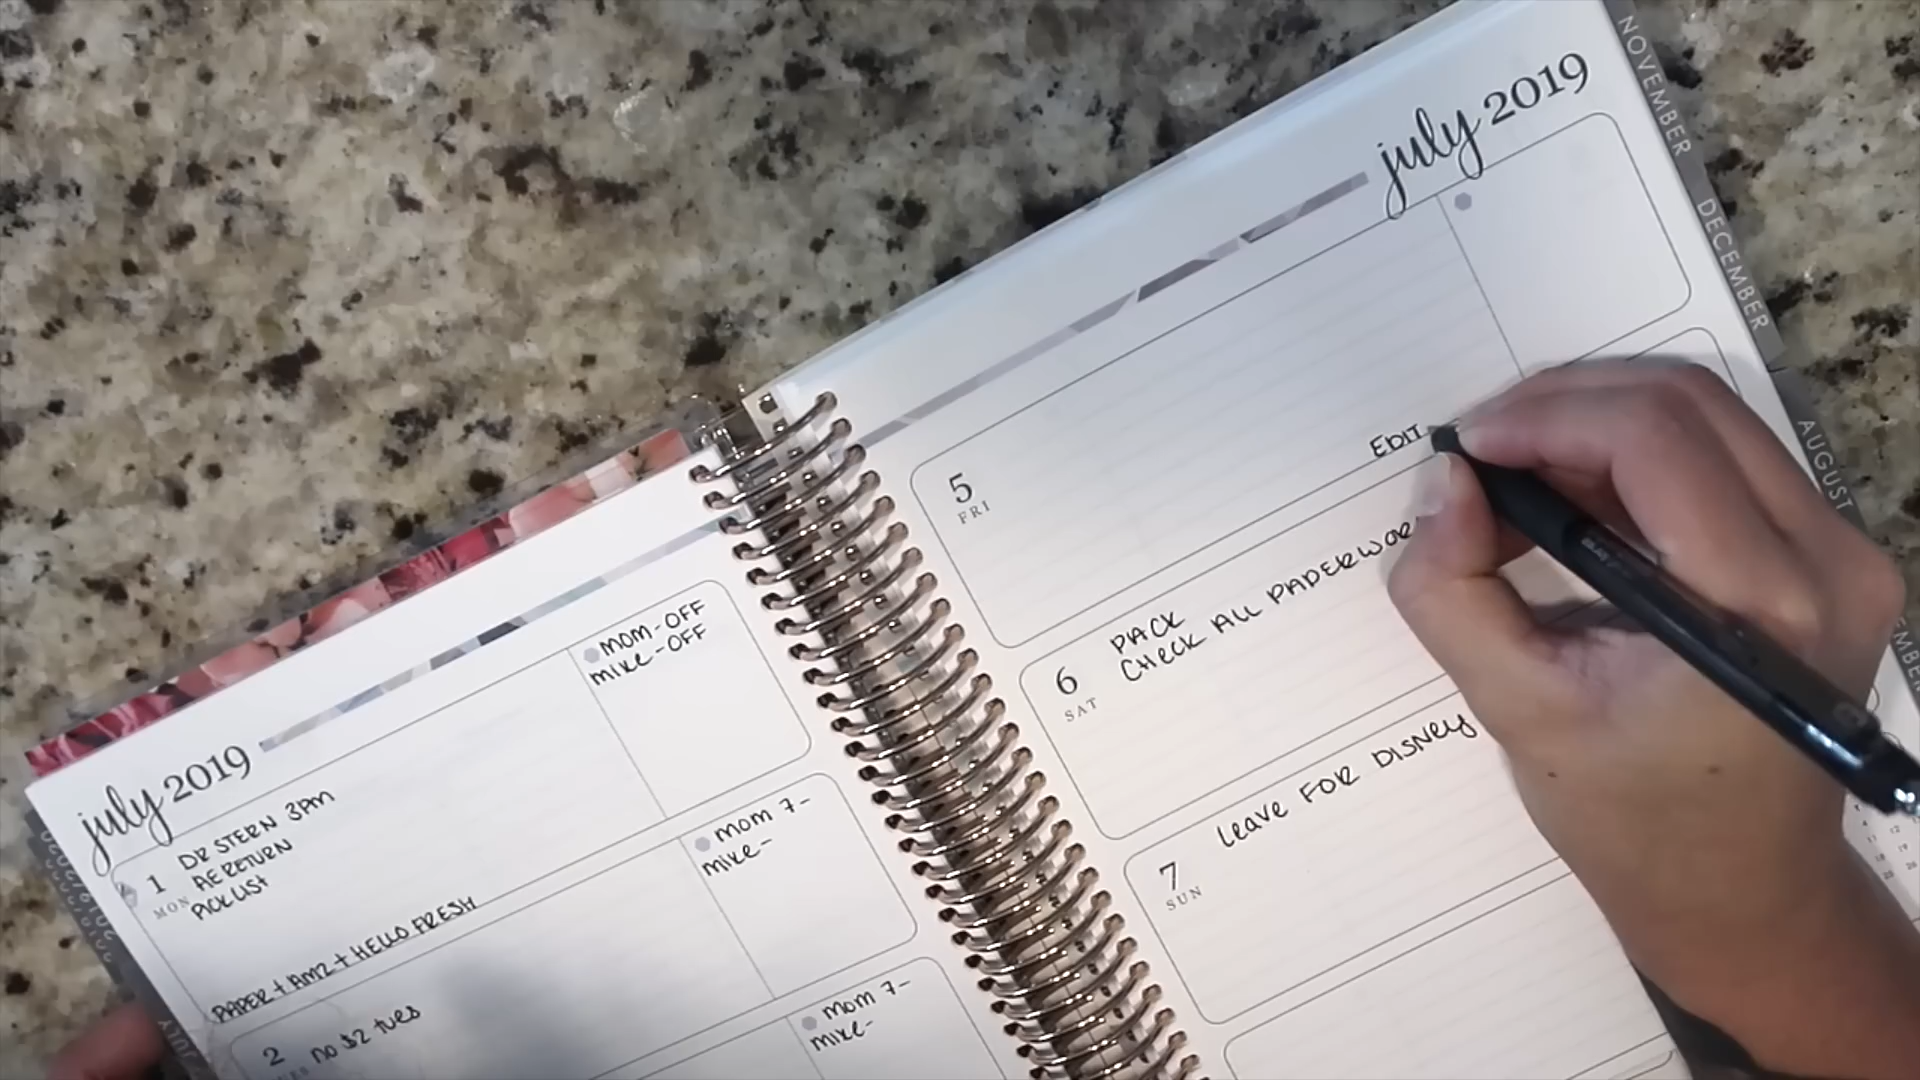 july 2019
1
MON
DR STERN 3PM
AE RETURN
PICK LIST
PAPER + AMZ + HELLO FRESH
MOM-OFF
MIKE-OFF
2
no $2 tues
MOM 7-
MIKE-
MOM 7-
MIKE-
july 2019
5
FRI
EDIT
6
SAT
PACK
CHECK ALL PAPERWOR
7
SUN
Leave FOR DISNEY
NOVEMBER
DECEMBER
AUGUST
JULY